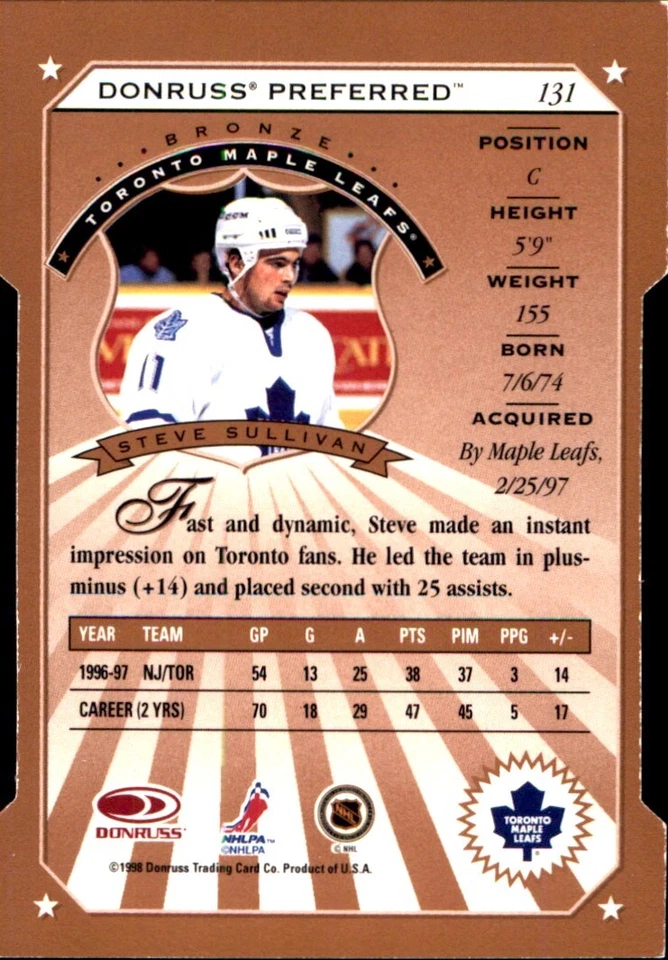 DONRUSS® PREFERRED™ 131
BRONZE
TORONTO MAPLE LEAFS®
POSITION
C
HEIGHT
5'9"
WEIGHT
155
BORN
7/6/74
ACQUIRED
By Maple Leafs,
2/25/97
CCM
11
STEVE SULLIVAN
Fast and dynamic, Steve made an instant
impression on Toronto fans. He led the team in plus-
minus (+14) and placed second with 25 assists.
YEAR TEAM GP G A PTS PIM PPG +/-
1996-97 NJ/TOR 54 13 25 38 37 3 14
CAREER (2 YRS) 70 18 29 47 45 5 17
DONRUSS
NHLPA™
©NHLPA
NHL
© NHL
TORONTO
MAPLE
LEAFS
©1998 Donruss Trading Card Co. Product of U.S.A.